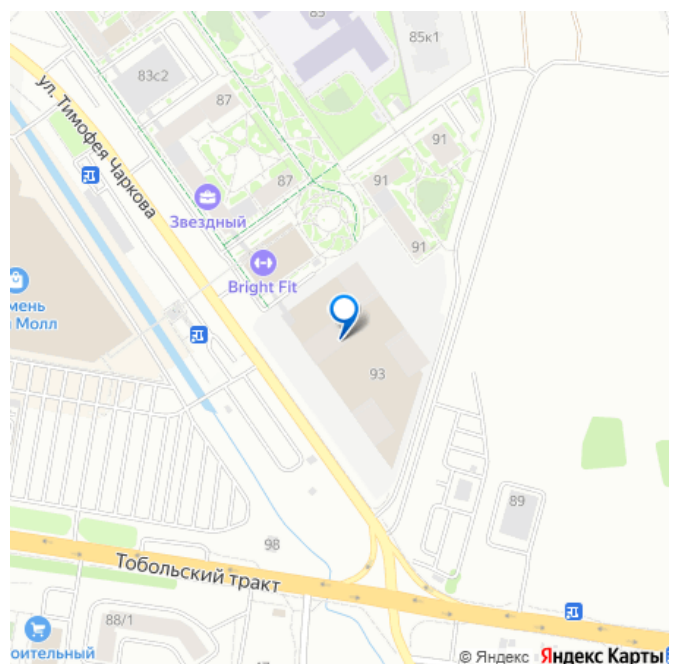 85
85к1
83с2
87
ул. Тимофея Чаркова
91
87
91
Звездный
91
Bright Fit
мень
Молл
93
89
98
Тобольский тракт
88/1
оительный
© Яндекс
Яндекс Карты